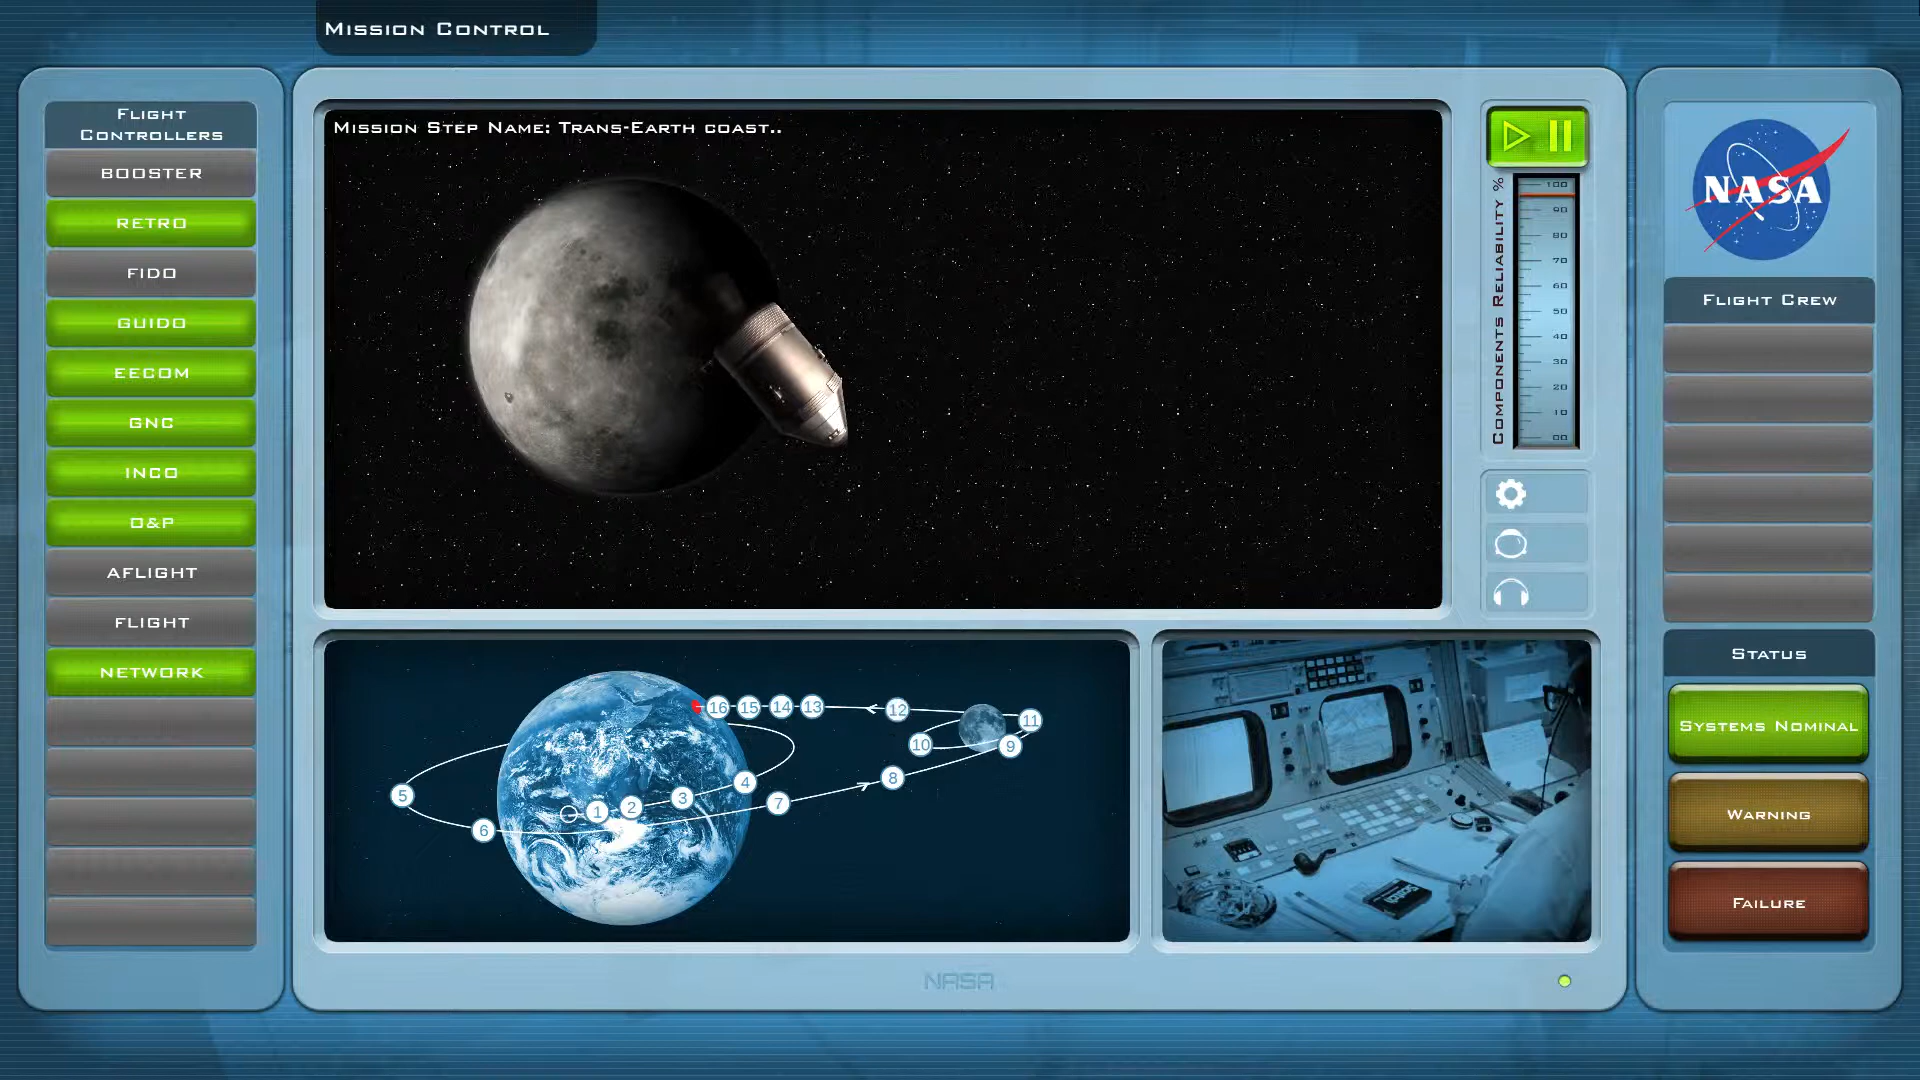 Mission Control
Flight
Controllers
BOOSTER
RETRO
FIDO
GUIDO
EECOM
GNC
INCO
O&P
AFLIGHT
FLIGHT
NETWORK
Mission Step Name: Trans-Earth coast..
16
15
14
13
12
11
10
9
8
7
6
5
4
3
2
1
Components Reliability %
100
90
80
70
60
50
40
30
20
10
00
NASA
NASA
Flight Crew
Status
Systems Nominal
Warning
Failure